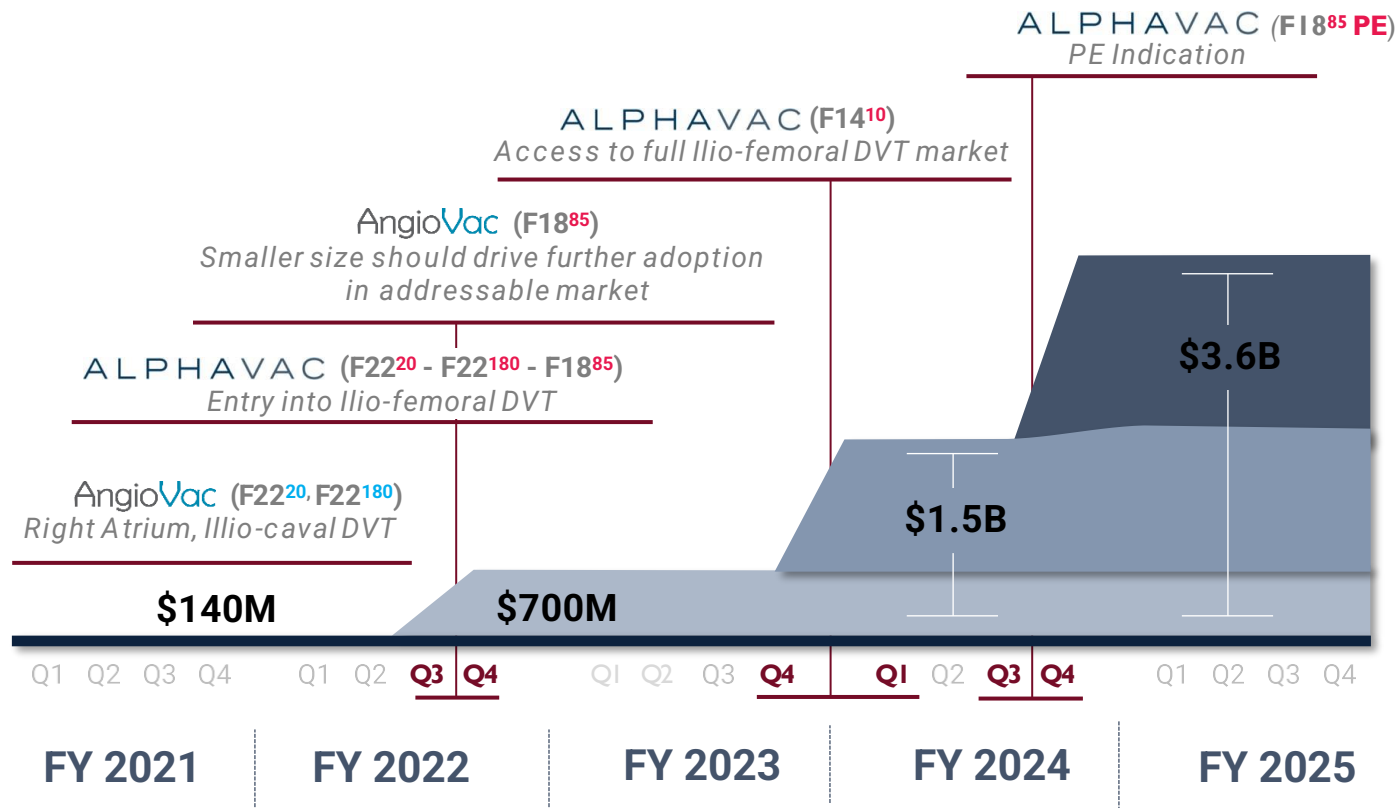 ALPHAVAC (F18⁸⁵ PE)
PE Indication
ALPHAVAC (F14¹⁰)
Access to full Ilio-femoral DVT market
AngioVac (F18⁸⁵)
Smaller size should drive further adoption
in addressable market
ALPHAVAC (F22²⁰ - F22¹⁸⁰ - F18⁸⁵)
Entry into Ilio-femoral DVT
AngioVac (F22²⁰, F22¹⁸⁰)
Right Atrium, Illio-caval DVT
$3.6B
$1.5B
$140M
$700M
Q1 Q2 Q3 Q4 Q1 Q2 Q3 Q4 Q1 Q2 Q3 Q4 Q1 Q2 Q3 Q4 Q1 Q2 Q3 Q4
FY 2021 FY 2022 FY 2023 FY 2024 FY 2025